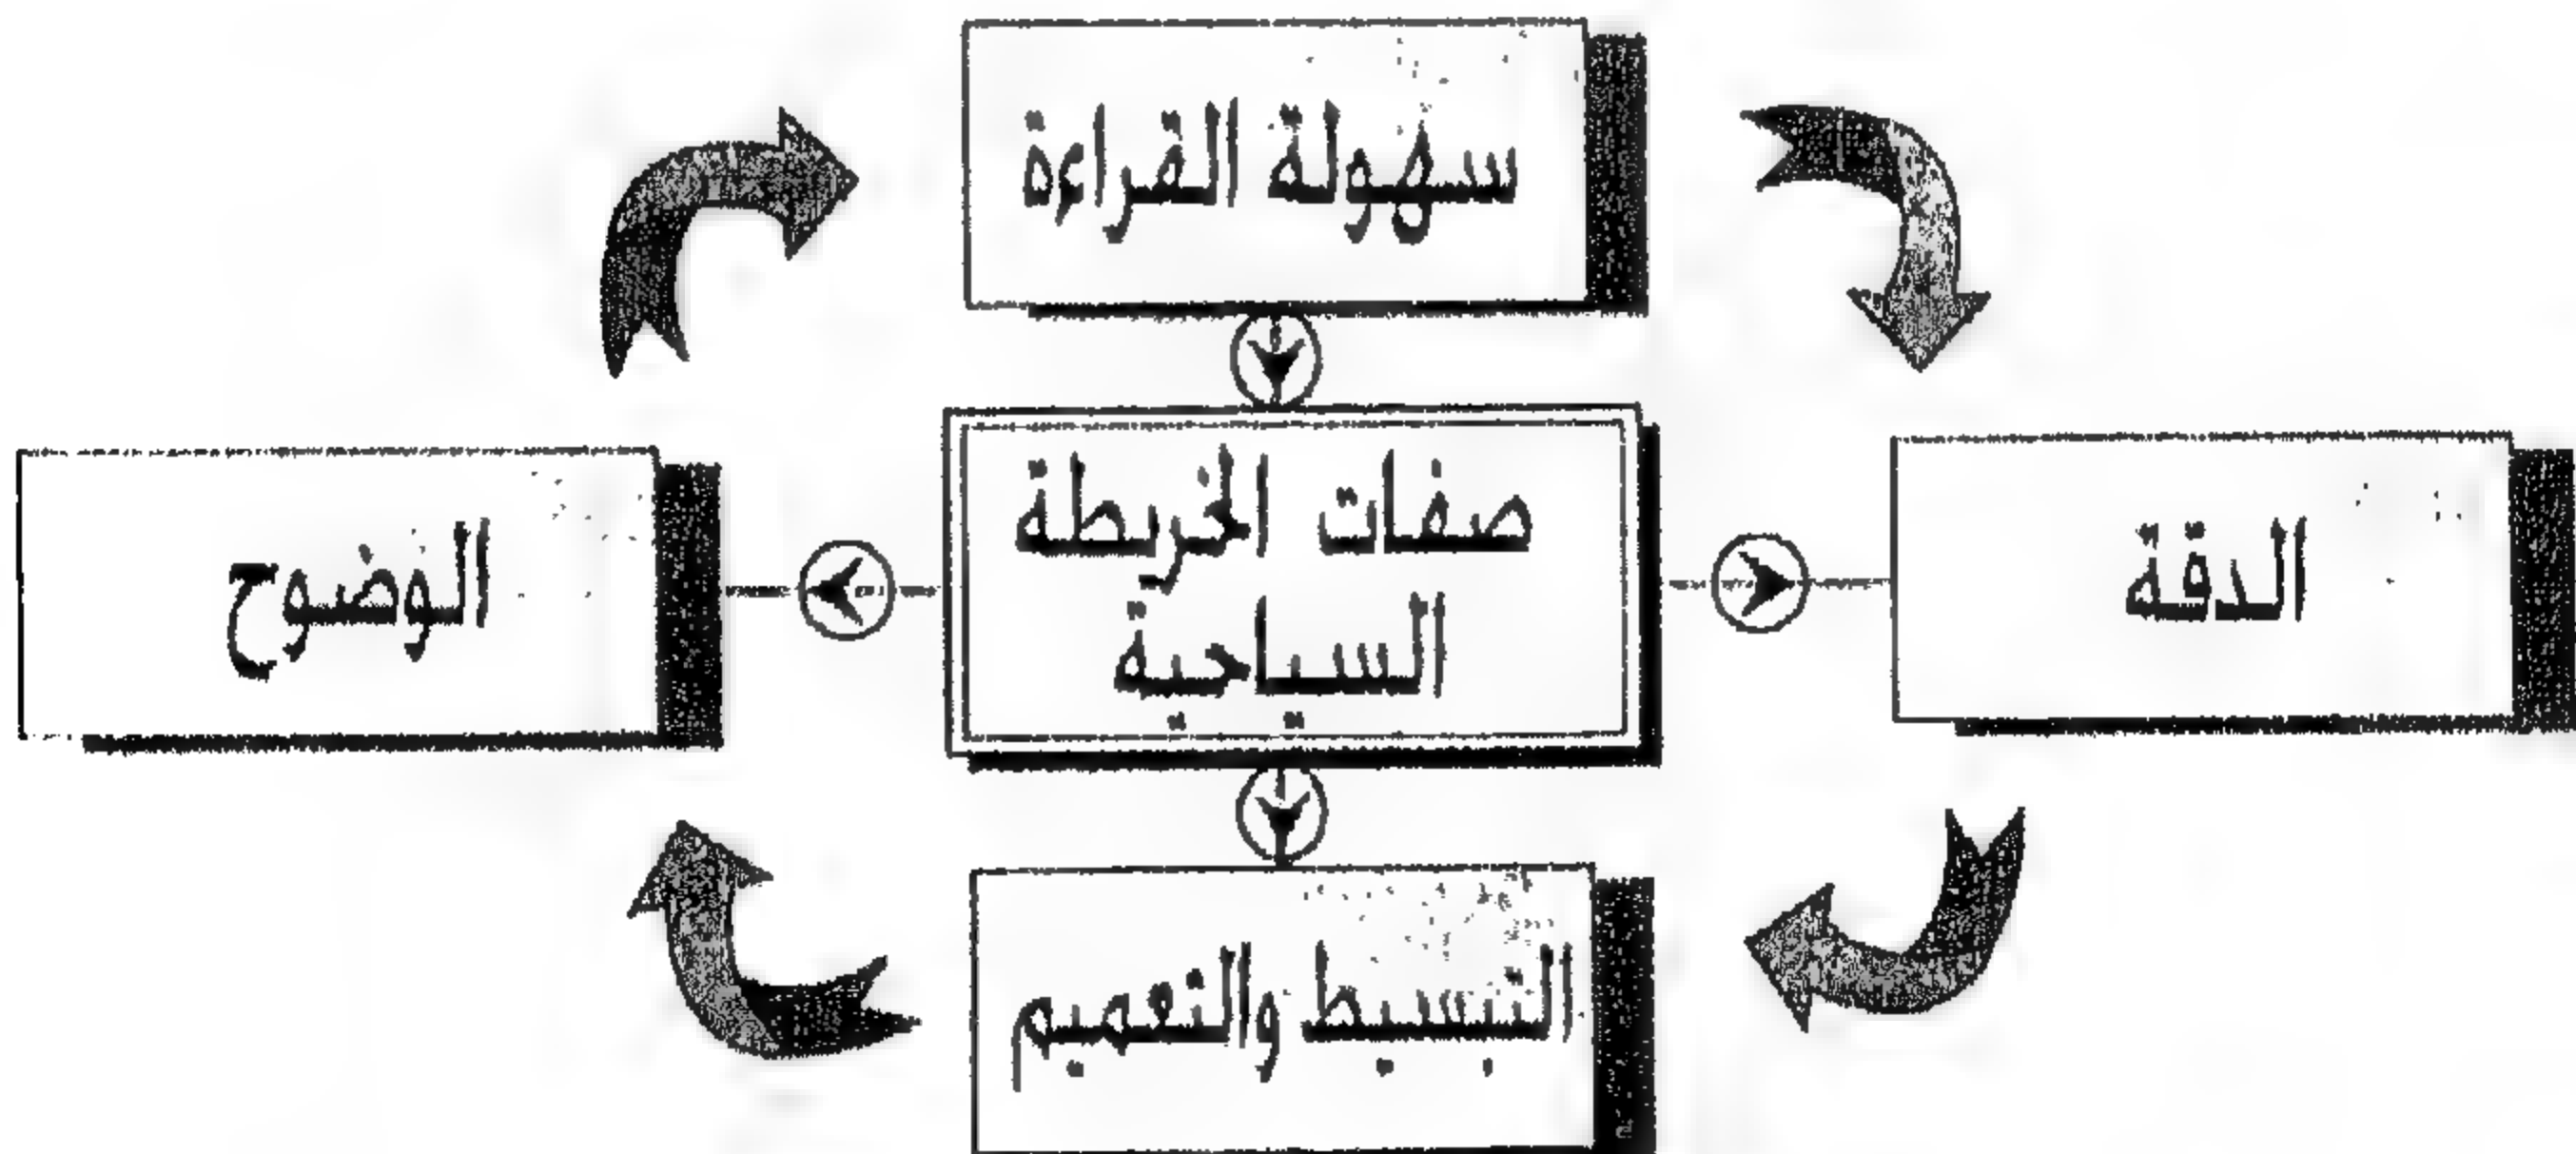 سهولة القراءة
الدقة
صفات الخريطة
السياحية
الوضوح
التبسيط والتعميم